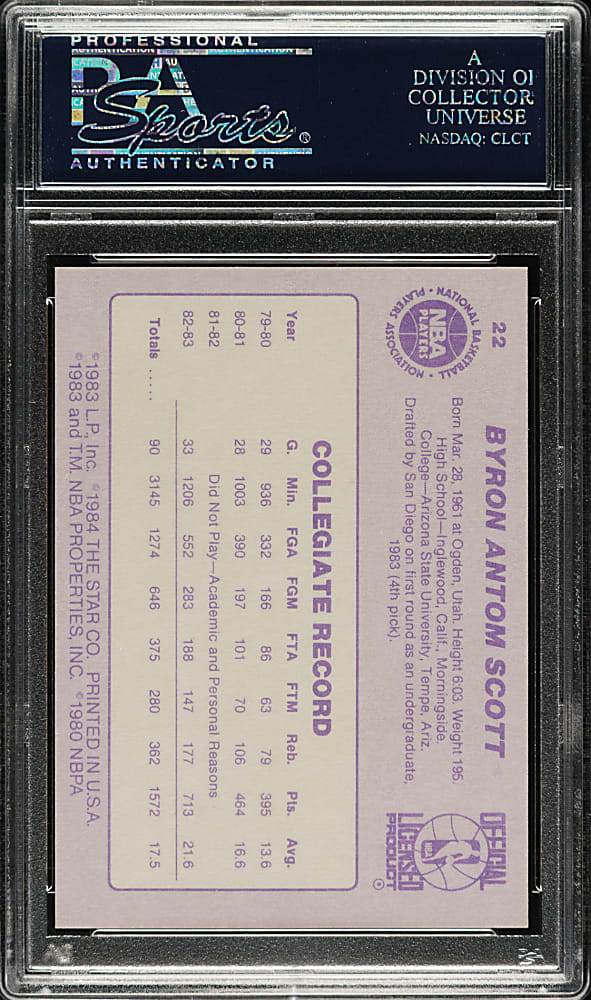 PROFESSIONAL
PSA
Sports®
AUTHENTICATOR
A
DIVISION OF
COLLECTOR
UNIVERSE
NASDAQ: CLCT
22
NATIONAL BASKETBALL PLAYERS ASSOCIATION
NBA
PLAYERS
BYRON ANTOM SCOTT
Born Mar. 28, 1961 at Ogden, Utah. Height 6:03. Weight 195.
High School—Inglewood, Calif., Morningside.
College—Arizona State University, Tempe, Ariz.
Drafted by San Diego on first round as an undergraduate,
1983 (4th pick).
OFFICIAL
NBA
LICENSED
PRODUCT ®
COLLEGIATE RECORD
Year G. Min. FGA FGM FTA FTM Reb. Pts. Avg.
79-80 29 936 332 166 86 63 79 395 13.6
80-81 28 1003 390 197 101 70 106 464 16.6
81-82 Did Not Play—Academic and Personal Reasons
82-83 33 1206 552 283 188 147 177 713 21.6
Totals ..... 90 3145 1274 646 375 280 362 1572 17.5
©1983 L.P., Inc. ©1984 THE STAR CO. PRINTED IN U.S.A.
©1983 and T.M. NBA PROPERTIES, INC. ©1980 NBPA